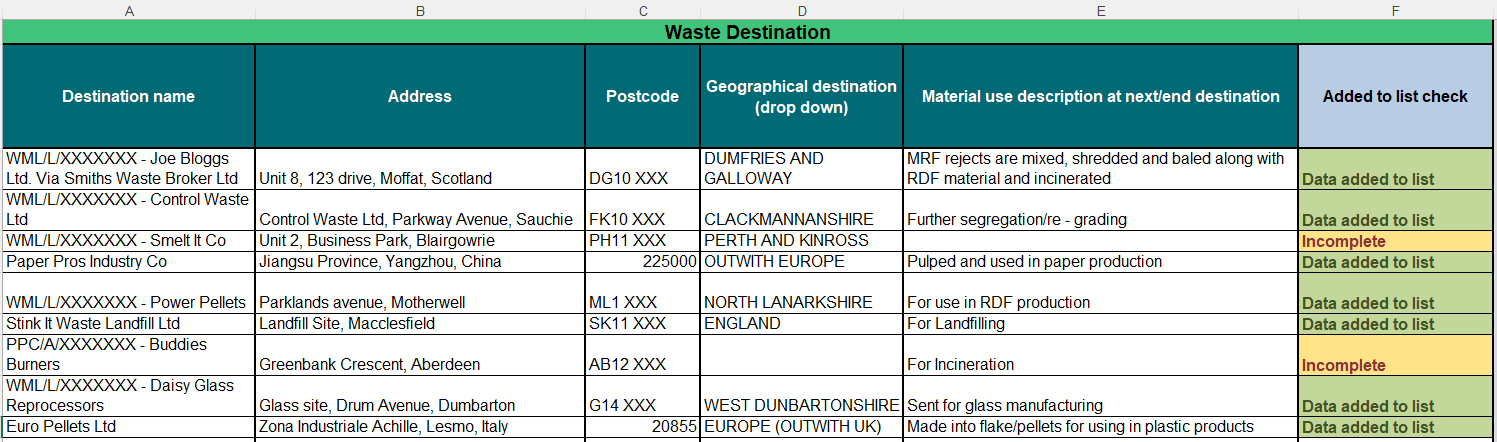 A B C D E F
Waste Destination
Destination name Address Postcode Geographical destination (drop down) Material use description at next/end destination Added to list check
WML/L/XXXXXXX - Joe Bloggs
Ltd. Via Smiths Waste Broker Ltd
Unit 8, 123 drive, Moffat, Scotland
DG10 XXX
DUMFRIES AND
GALLOWAY
MRF rejects are mixed, shredded and baled along with
RDF material and incinerated
Data added to list
WML/L/XXXXXXX - Control Waste
Ltd
Control Waste Ltd, Parkway Avenue, Sauchie
FK10 XXX
CLACKMANNANSHIRE
Further segregation/re - grading
Data added to list
WML/L/XXXXXXX - Smelt It Co
Unit 2, Business Park, Blairgowrie
PH11 XXX
PERTH AND KINROSS
Incomplete
Paper Pros Industry Co
Jiangsu Province, Yangzhou, China
225000
OUTWITH EUROPE
Pulped and used in paper production
Data added to list
WML/L/XXXXXXX - Power Pellets
Parklands avenue, Motherwell
ML1 XXX
NORTH LANARKSHIRE
For use in RDF production
Data added to list
Stink It Waste Landfill Ltd
Landfill Site, Macclesfield
SK11 XXX
ENGLAND
For Landfilling
Data added to list
PPC/A/XXXXXXX - Buddies
Burners
Greenbank Crescent, Aberdeen
AB12 XXX
For Incineration
Incomplete
WML/L/XXXXXXX - Daisy Glass
Reprocessors
Glass site, Drum Avenue, Dumbarton
G14 XXX
WEST DUNBARTONSHIRE
Sent for glass manufacturing
Data added to list
Euro Pellets Ltd
Zona Industriale Achille, Lesmo, Italy
20855
EUROPE (OUTWITH UK)
Made into flake/pellets for using in plastic products
Data added to list